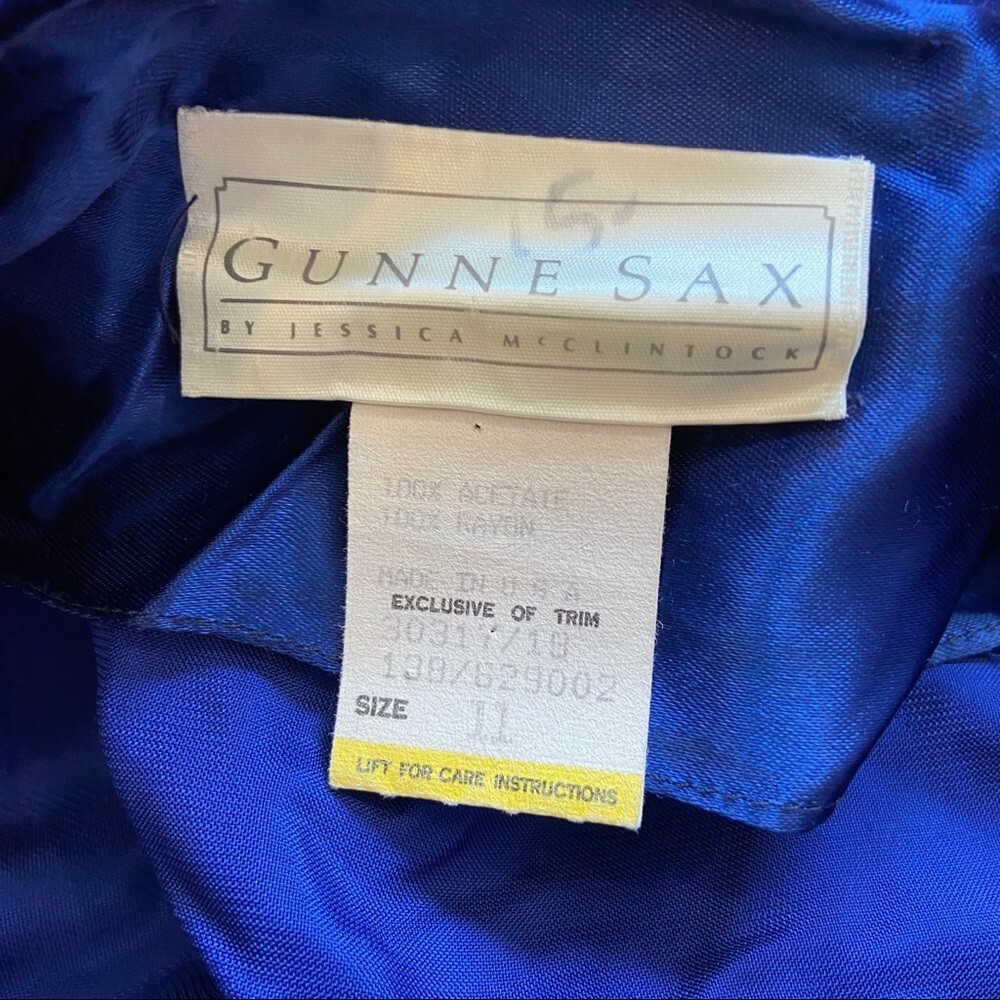 GUNNE SAX
BY JESSICA McCLINTOCK
100% ACETATE
100% RAYON
MADE IN U S A
EXCLUSIVE OF TRIM
30317/19
138/629002
SIZE 11
LIFT FOR CARE INSTRUCTIONS